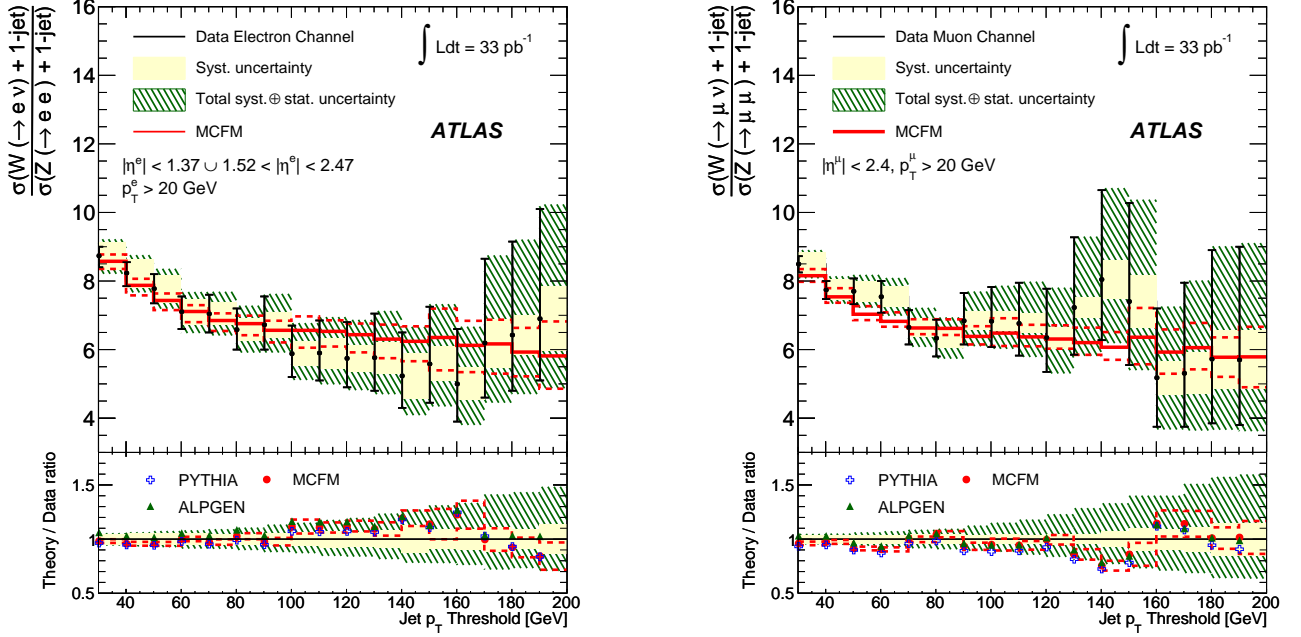 σ(W (→ e ν) + 1-jet)
σ(Z (→ e e) + 1-jet)
16
14
12
10
8
6
4
Data Electron Channel
Syst. uncertainty
Total syst.⊕ stat. uncertainty
MCFM
∫ Ldt = 33 pb⁻¹
ATLAS
|η^e| < 1.37 ∪ 1.52 < |η^e| < 2.47
p_T^e > 20 GeV
Theory / Data ratio
1.5
1
0.5
PYTHIA
MCFM
ALPGEN
40 60 80 100 120 140 160 180 200
Jet p_T Threshold [GeV]
σ(W (→ μ ν) + 1-jet)
σ(Z (→ μ μ) + 1-jet)
16
14
12
10
8
6
4
Data Muon Channel
Syst. uncertainty
Total syst.⊕ stat. uncertainty
MCFM
∫ Ldt = 33 pb⁻¹
ATLAS
|η^μ| < 2.4, p_T^μ > 20 GeV
Theory / Data ratio
1.5
1
0.5
PYTHIA
MCFM
ALPGEN
40 60 80 100 120 140 160 180 200
Jet p_T Threshold [GeV]